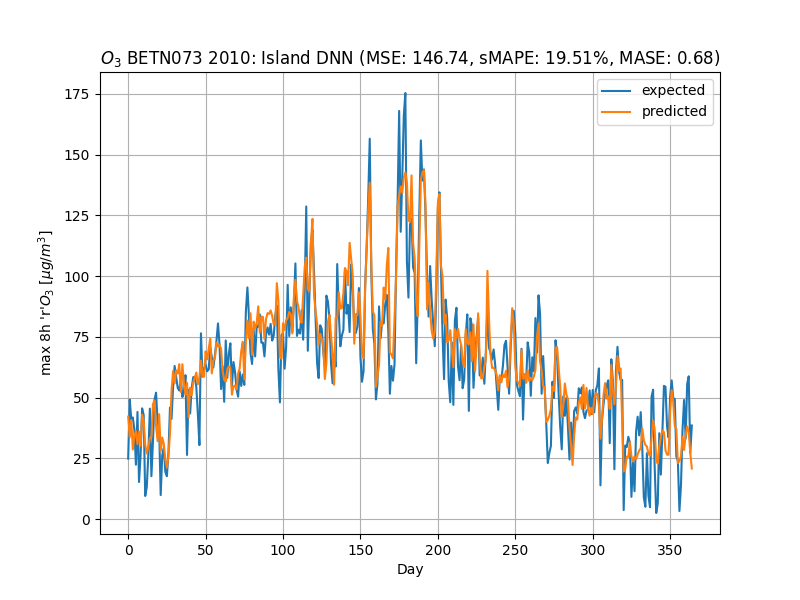 O3 BETN073 2010: Island DNN (MSE: 146.74, sMAPE: 19.51%, MASE: 0.68)
expected
predicted
175
150
125
100
75
50
25
0
max 8h 'r'O3 [μg/m³]
0 50 100 150 200 250 300 350
Day